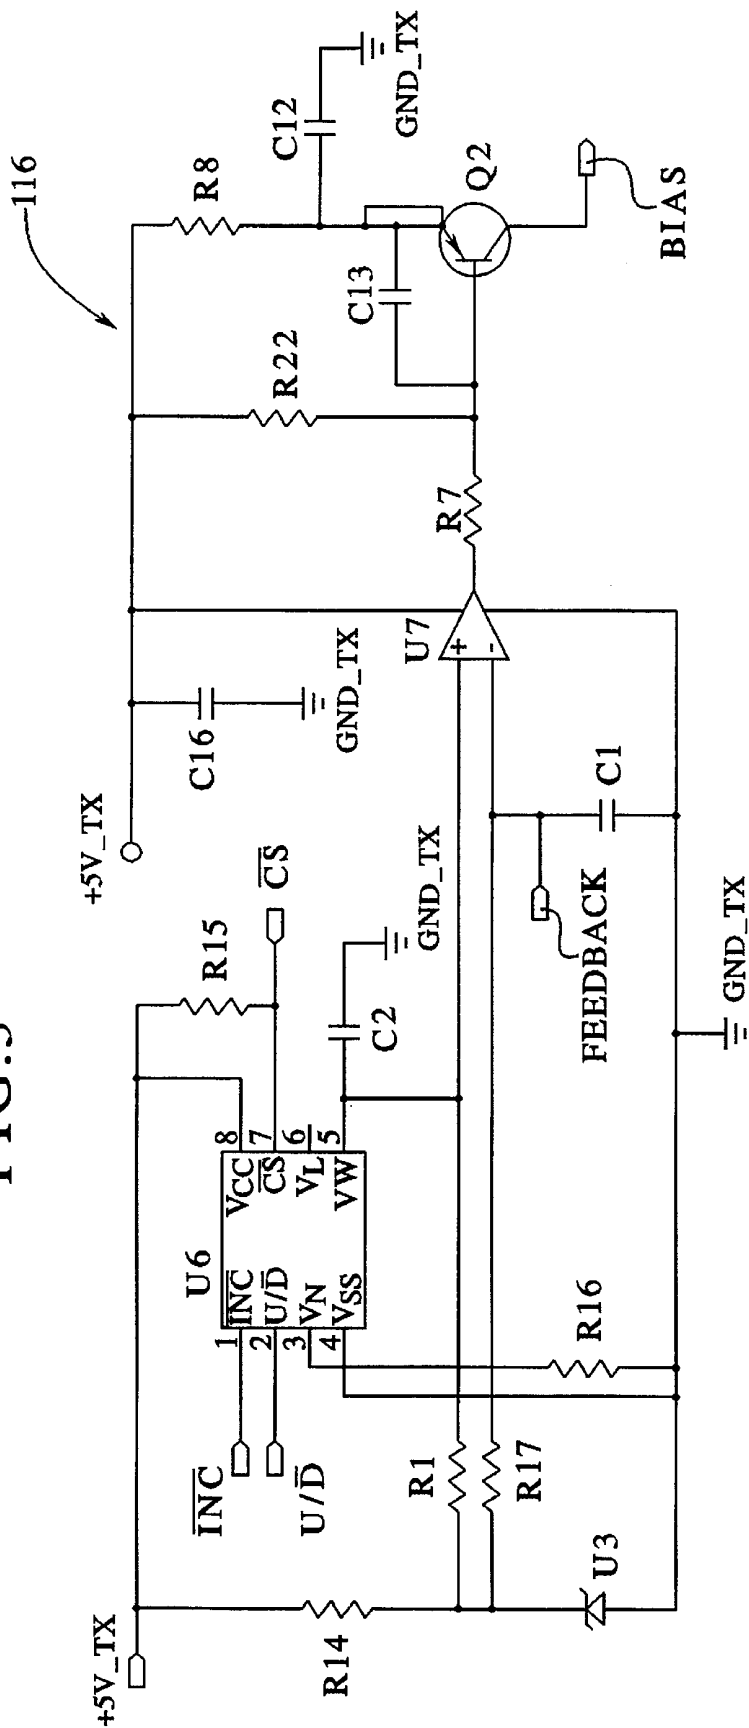 FIG.
116
+5V_TX
+5V_TX
R14
INC
U/D
U6
INC
U/D
VN
VSS
VCC
CS
VL
VW
1
2
3
4
8
7
6
5
R15
CS
C2
GND_TX
C16
GND_TX
R22
R8
C12
GND_TX
C13
Q2
BIAS
R7
U7
+
-
R1
R17
U3
R16
FEEDBACK
C1
GND_TX